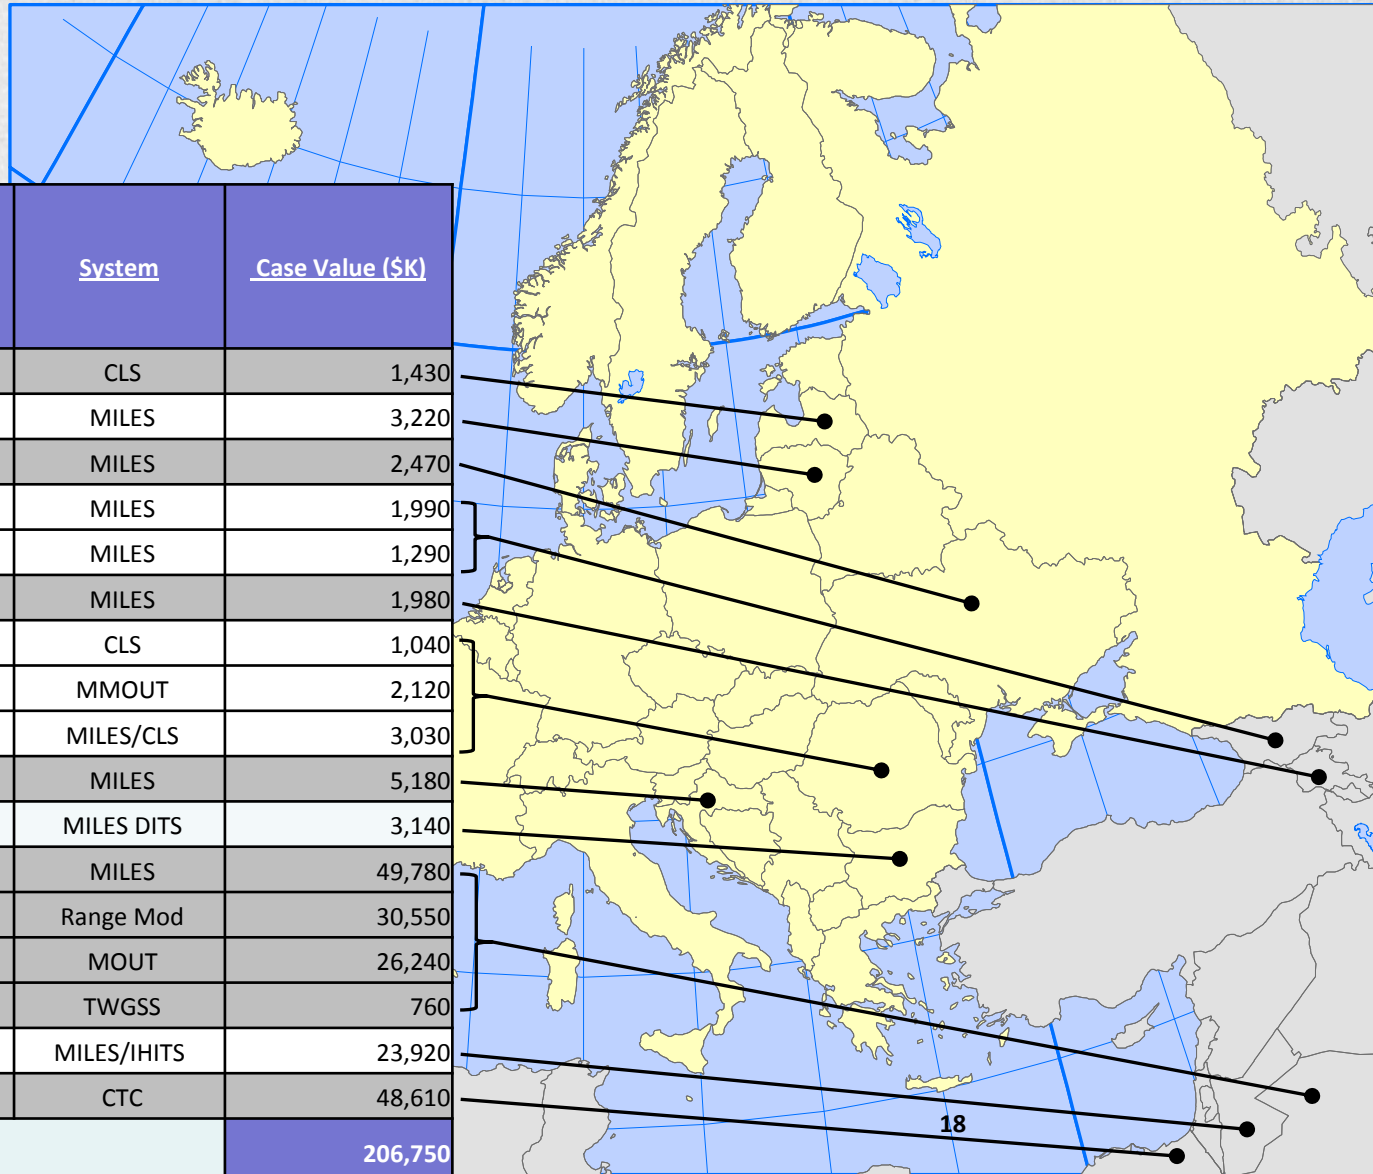 System Case Value ($K)
CLS 1,430
MILES 3,220
MILES 2,470
MILES 1,990
MILES 1,290
MILES 1,980
CLS 1,040
MMOUT 2,120
MILES/CLS 3,030
MILES 5,180
MILES DITS 3,140
MILES 49,780
Range Mod 30,550
MOUT 26,240
TWGSS 760
MILES/IHITS 23,920
CTC 48,610
18
206,750